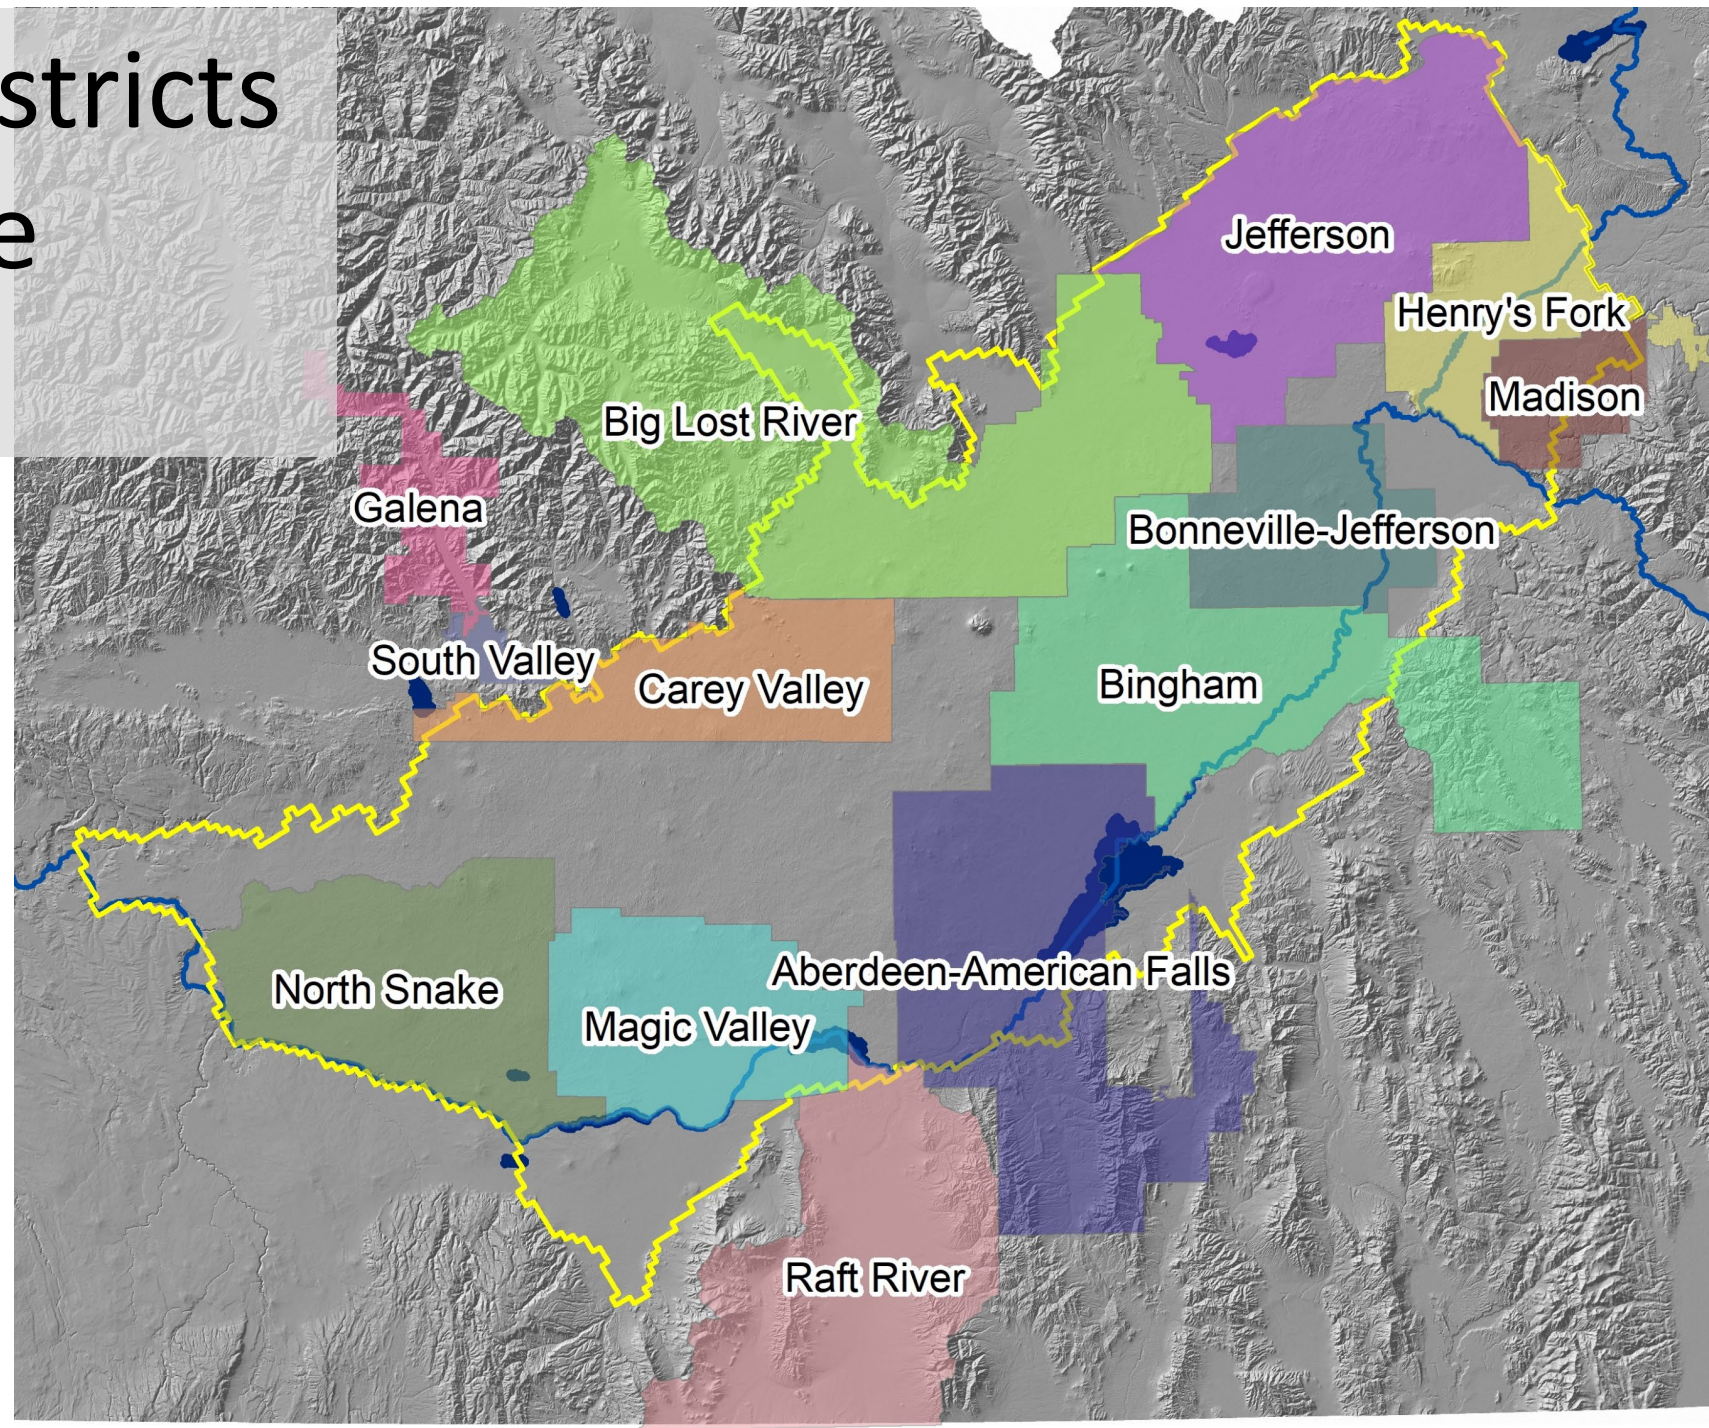 stricts
e
Jefferson
Henry's Fork
Madison
Big Lost River
Galena
Bonneville-Jefferson
South Valley
Carey Valley
Bingham
Aberdeen-American Falls
North Snake
Magic Valley
Raft River